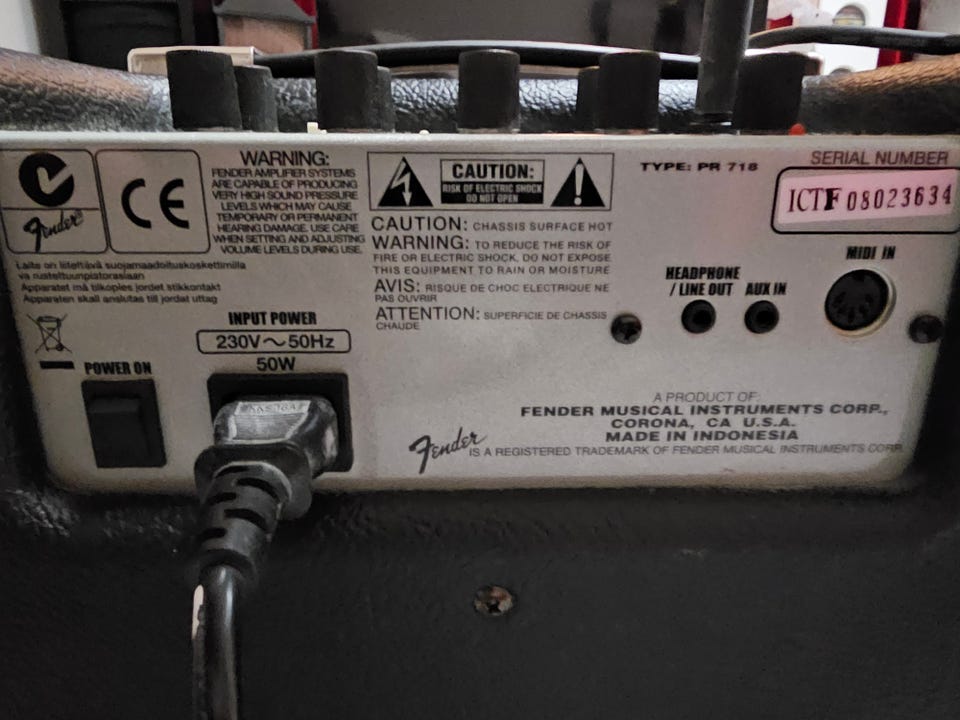 Fender®
CE
WARNING:
FENDER AMPLIFIER SYSTEMS
ARE CAPABLE OF PRODUCING
VERY HIGH SOUND PRESSURE
LEVELS WHICH MAY CAUSE
TEMPORARY OR PERMANENT
HEARING DAMAGE. USE CARE
WHEN SETTING AND ADJUSTING
VOLUME LEVELS DURING USE.
Laite on liitettävä suojamaadoituskoskettimilla
va rustettuunpistorasiaan
Apparatet må tilkoples jordet stikkontakt
Apparaten skall anslutas till jordat uttag
POWER ON
INPUT POWER
230V～50Hz
50W
CAUTION:
RISK OF ELECTRIC SHOCK
DO NOT OPEN
CAUTION: CHASSIS SURFACE HOT
WARNING: TO REDUCE THE RISK OF
FIRE OR ELECTRIC SHOCK, DO NOT EXPOSE
THIS EQUIPMENT TO RAIN OR MOISTURE
AVIS: RISQUE DE CHOC ELECTRIQUE NE
PAS OUVRIR
ATTENTION: SUPERFICIE DE CHASSIS
CHAUDE
TYPE: PR 718
SERIAL NUMBER
ICTF 08023634
HEADPHONE
/ LINE OUT
AUX IN
MIDI IN
A PRODUCT OF:
FENDER MUSICAL INSTRUMENTS CORP.,
CORONA, CA U.S.A.
MADE IN INDONESIA
Fender IS A REGISTERED TRADEMARK OF FENDER MUSICAL INSTRUMENTS CORP.